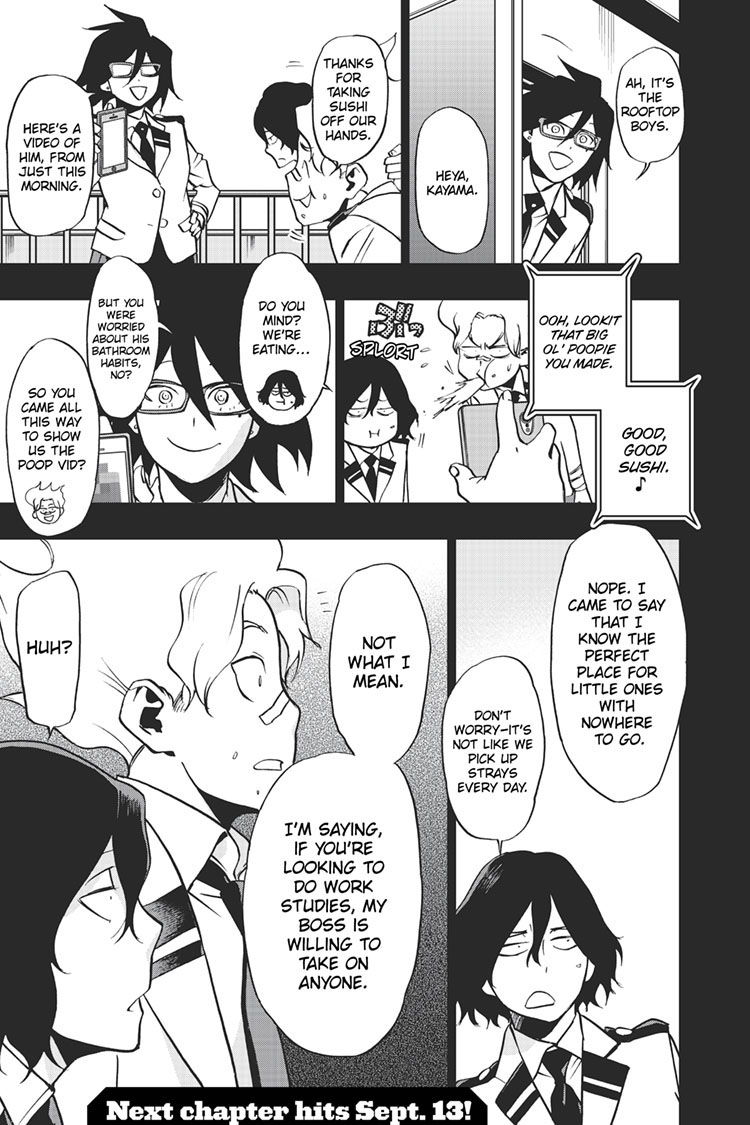 AH, IT'S
THE
ROOFTOP
BOYS.
HEYA,
KAYAMA.
THANKS
FOR
TAKING
SUSHI
OFF OUR
HANDS.
HERE'S A
VIDEO OF
HIM, FROM
JUST THIS
MORNING.
OOH, LOOKIT
THAT BIG
OL' POOPIE
YOU MADE.
GOOD,
GOOD
SUSHI.
♪
ぶーっ
SPLORT
DO YOU
MIND?
WE'RE
EATING...
BUT YOU
WERE
WORRIED
ABOUT HIS
BATHROOM
HABITS,
NO?
SO YOU
CAME ALL
THIS WAY
TO SHOW
US THE
POOP VID?
NOPE. I
CAME TO SAY
THAT I
KNOW THE
PERFECT
PLACE FOR
LITTLE ONES
WITH
NOWHERE
TO GO.
DON'T
WORRY–IT'S
NOT LIKE WE
PICK UP
STRAYS
EVERY DAY.
NOT
WHAT I
MEAN.
I'M SAYING,
IF YOU'RE
LOOKING TO
DO WORK
STUDIES, MY
BOSS IS
WILLING TO
TAKE ON
ANYONE.
HUH?
Next chapter hits Sept. 13!